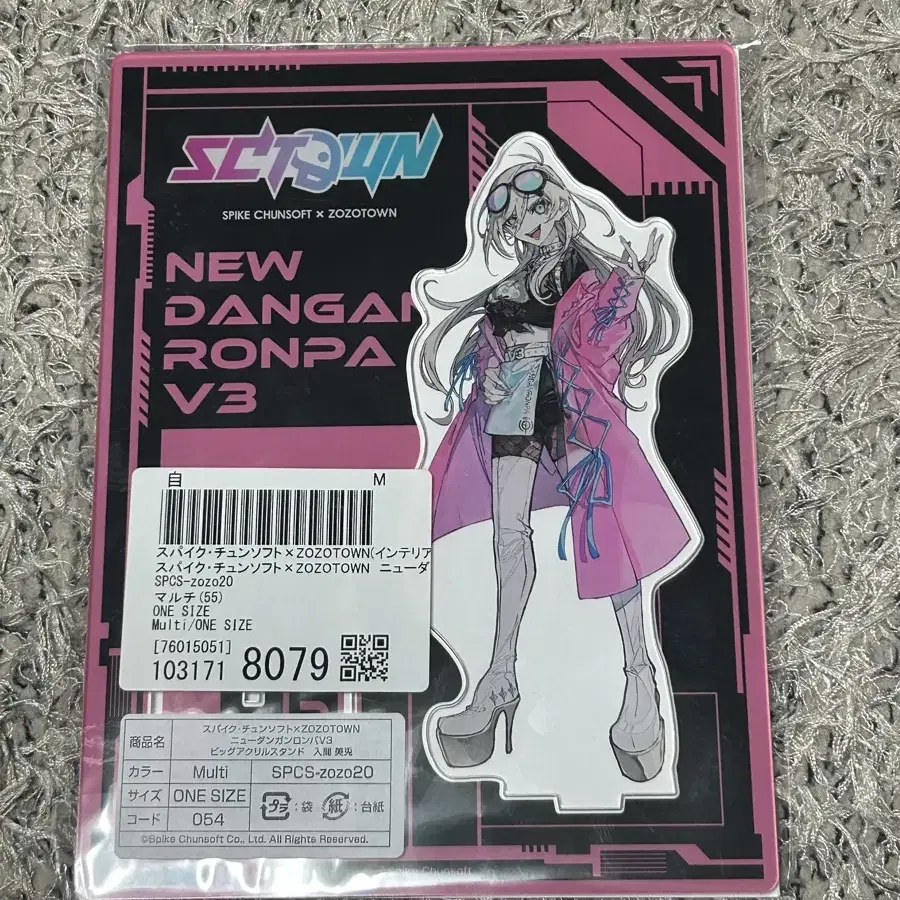 SCTOWN
SPIKE CHUNSOFT × ZOZOTOWN
NEW
DANGAN
RONPA
V3
V3
自 M
スパイク・チュンソフト×ZOZOTOWN(インテリア
スパイク・チュンソフト×ZOZOTOWN ニューダ
SPCS-zozo20
マルチ(55)
ONE SIZE
Multi/ONE SIZE
[76015051]
103171 8079
商品名 スパイク・チュンソフト×ZOZOTOWN
ニューダンガンロンパV3
ビッグアクリルスタンド 入間 美兎
カラー Multi SPCS-zozo20
サイズ ONE SIZE プラ:袋 紙:台紙
コード 054
©Spike Chunsoft Co., Ltd. All Rights Reserved.
Spike Chunsoft